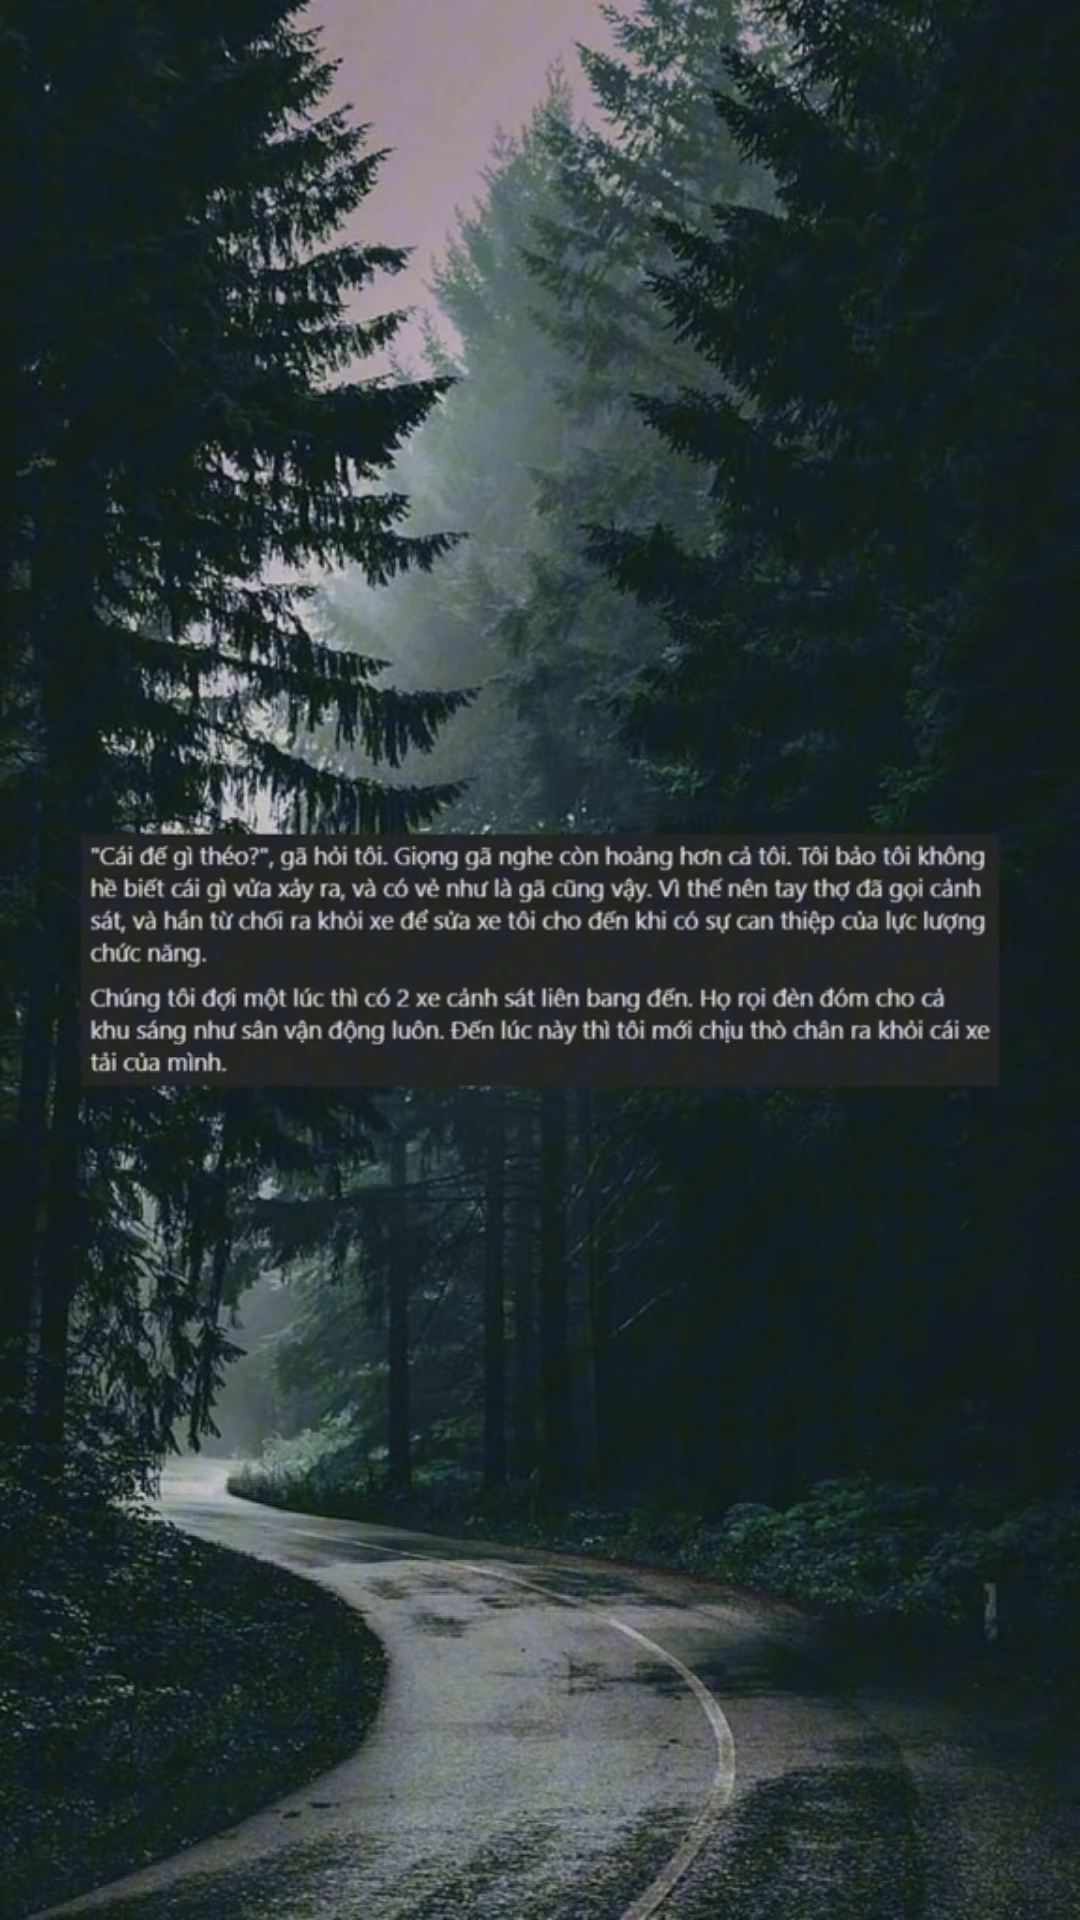 "Cái đế gì théo?", gã hỏi tôi. Giọng gã nghe còn hoảng hơn cả tôi. Tôi bảo tôi không
hề biết cái gì vừa xảy ra, và có vẻ như là gã cũng vậy. Vì thế nên tay thợ đã gọi cảnh
sát, và hắn từ chối ra khỏi xe để sửa xe tôi cho đến khi có sự can thiệp của lực lượng
chức năng.
Chúng tôi đợi một lúc thì có 2 xe cảnh sát liên bang đến. Họ rọi đèn đóm cho cả
khu sáng như sân vận động luôn. Đến lúc này thì tôi mới chịu thò chân ra khỏi cái xe
tải của mình.